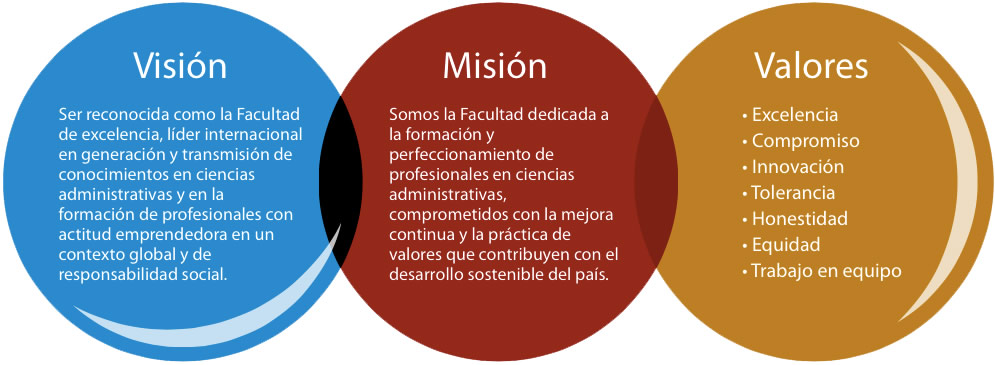 Visión
Ser reconocida como la Facultad
de excelencia, líder internacional
en generación y transmisión de
conocimientos en ciencias
administrativas y en la
formación de profesionales con
actitud emprendedora en un
contexto global y de
responsabilidad social.
Misión
Somos la Facultad dedicada a
la formación y
perfeccionamiento de
profesionales en ciencias
administrativas,
comprometidos con la mejora
continua y la práctica de
valores que contribuyen con el
desarrollo sostenible del país.
Valores
• Excelencia
• Compromiso
• Innovación
• Tolerancia
• Honestidad
• Equidad
• Trabajo en equipo